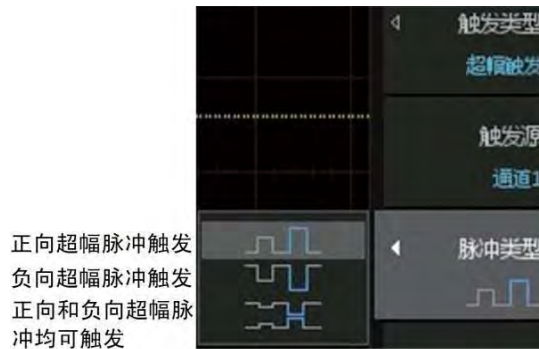 触发类型
超幅触发
触发源
通道1
脉冲类型
正向超幅脉冲触发
负向超幅脉冲触发
正向和负向超幅脉
冲均可触发